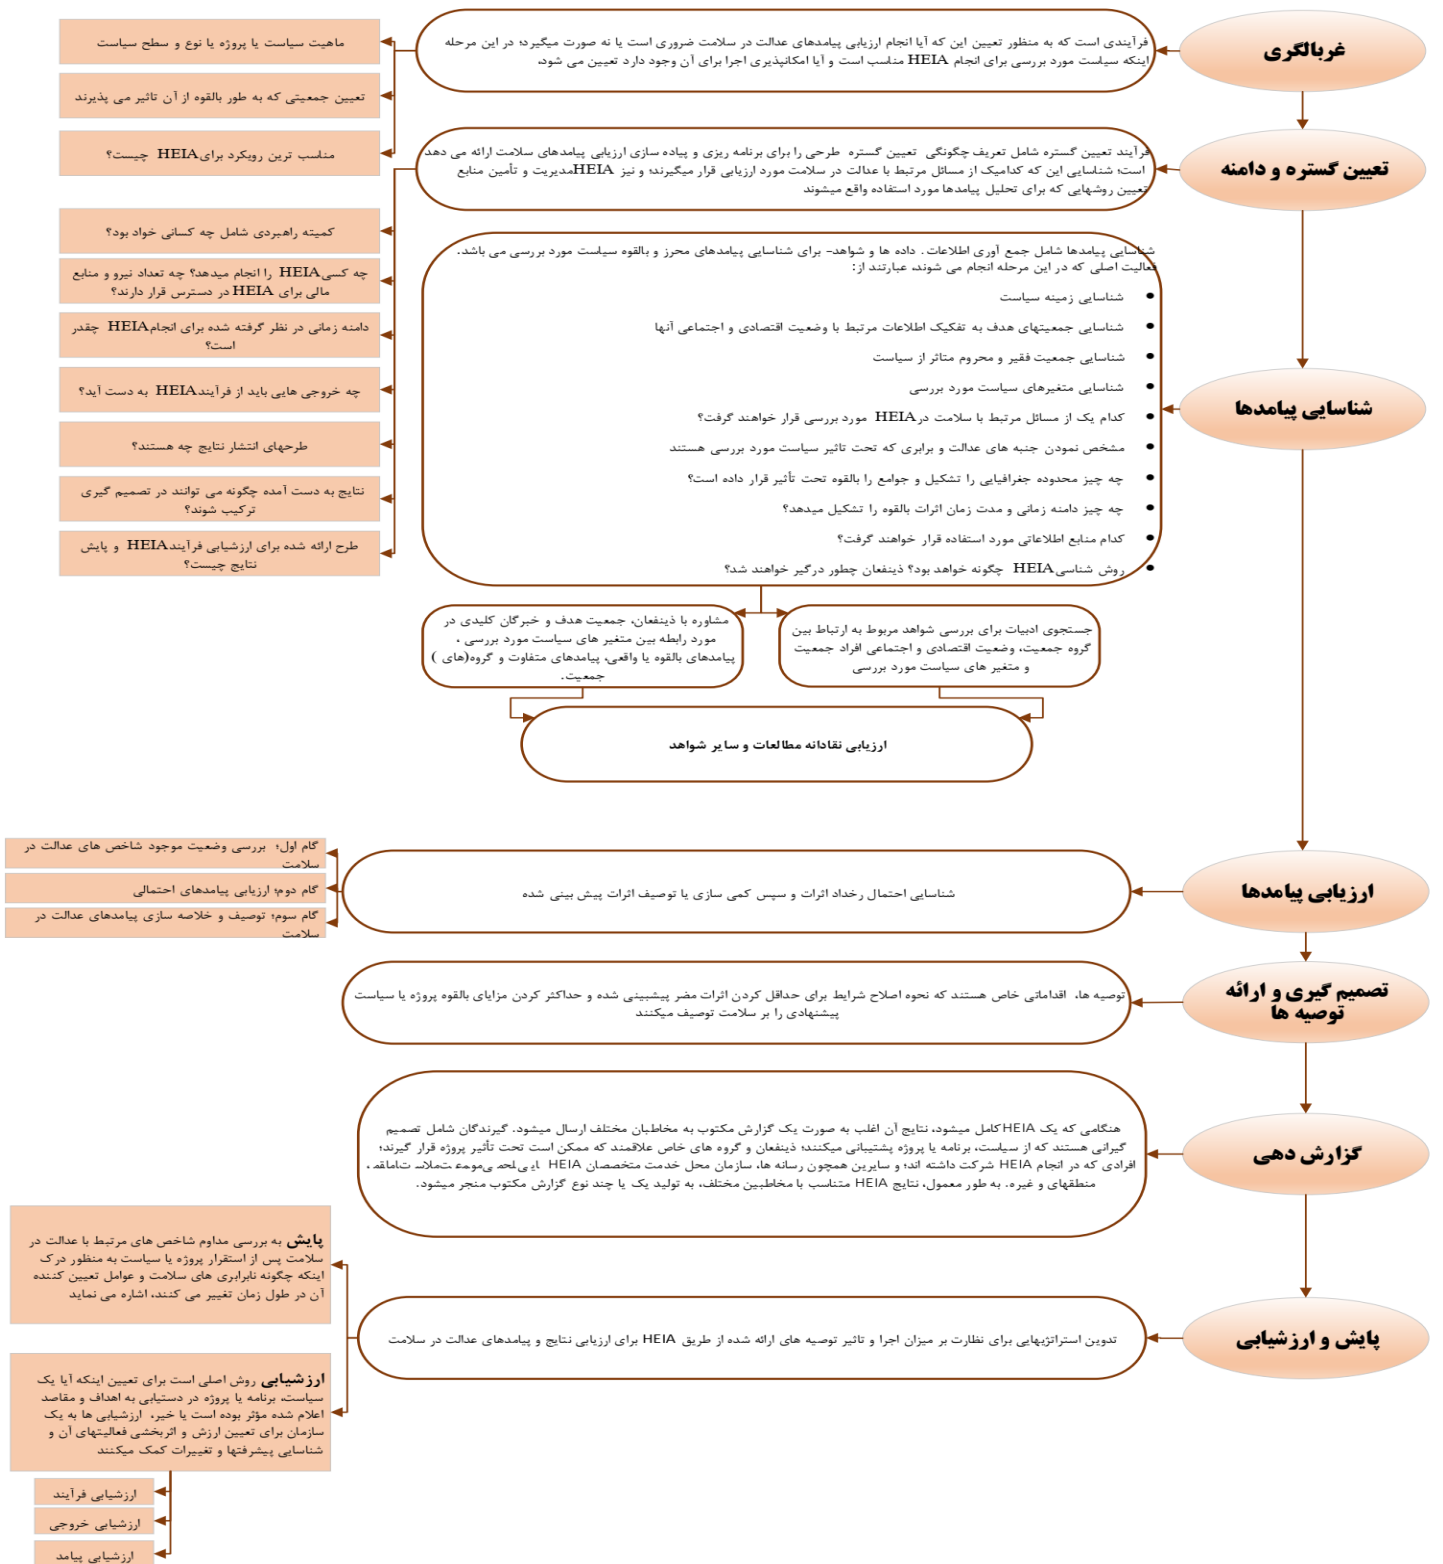 غربالگری
فرآیندی است که به منظور تعیین این که آیا انجام ارزیابی پیامدهای عدالت در سلامت ضروری است یا نه صورت میگیرد؛ در این مرحله
اینکه سیاست مورد بررسی برای انجام HEIA مناسب است و آیا امکانپذیری اجرا برای آن وجود دارد تعیین می شود.
ماهیت سیاست یا پروژه یا نوع و سطح سیاست
تعیین جمعیتی که به طور بالقوه از آن تاثیر می پذیرند
مناسب ترین رویکرد برای HEIA چیست؟
تعیین گستره و دامنه
فرآیند تعیین گستره شامل تعریف چگونگی تعیین گستره طرحی را برای برنامه ریزی و پیاده سازی ارزیابی پیامدهای سلامت ارائه می دهد
است؛ شناسایی این که کدامیک از مسائل مرتبط با عدالت در سلامت مورد ارزیابی قرار میگیرند؛ و نیز HEIAمدیریت و تأمین منابع
تعیین روشهایی که برای تحلیل پیامدها مورد استفاده واقع میشوند
کمیته راهبردی شامل چه کسانی خواد بود؟
چه کسی HEIA را انجام میدهد؟ چه تعداد نیرو و منابع
مالی برای HEIA در دسترس قرار دارند؟
دامنه زمانی در نظر گرفته شده برای انجام HEIA چقدر
است؟
چه خروجی هایی باید از فرآیند HEIA به دست آید؟
طرحهای انتشار نتایج چه هستند؟
نتایج به دست آمده چگونه می توانند در تصمیم گیری
ترکیب شوند؟
طرح ارائه شده برای ارزشیابی فرآیند HEIA و پایش
نتایج چیست؟
شناسایی پیامدها
شناسایی پیامدها شامل جمع آوری اطلاعات . داده ها و شواهد- برای شناسایی پیامدهای محرز و بالقوه سیاست مورد بررسی می باشد.
فعالیت اصلی که در این مرحله انجام می شوند، عبارتند از:
• شناسایی زمینه سیاست
• شناسایی جمعیتهای هدف به تفکیک اطلاعات مرتبط با وضعیت اقتصادی و اجتماعی آنها
• شناسایی جمعیت فقیر و محروم متاثر از سیاست
• شناسایی متغیرهای سیاست مورد بررسی
• کدام یک از مسائل مرتبط با سلامت در HEIA مورد بررسی قرار خواهند گرفت؟
• مشخص نمودن جنبه های عدالت و برابری که تحت تاثیر سیاست مورد بررسی هستند
• چه چیز محدوده جغرافیایی را تشکیل و جوامع را بالقوه تحت تأثیر قرار داده است؟
• چه چیز دامنه زمانی و مدت زمان اثرات بالقوه را تشکیل میدهد؟
• کدام منابع اطلاعاتی مورد استفاده قرار خواهند گرفت؟
• روش شناسی HEIA چگونه خواهد بود؟ ذینفعان چطور درگیر خواهند شد؟
جستجوی ادبیات برای بررسی شواهد مربوط به ارتباط بین
گروه جمعیت، وضعیت اقتصادی و اجتماعی افراد جمعیت
و متغیر های سیاست مورد بررسی
مشاوره با ذینفعان، جمعیت هدف و خبرگان کلیدی در
مورد رابطه بین متغیر های سیاست مورد بررسی ،
پیامدهای بالقوه یا واقعی، پیامدهای متفاوت و گروه(های )
جمعیت.
ارزیابی نقادانه مطالعات و سایر شواهد
ارزیابی پیامدها
شناسایی احتمال رخداد اثرات و سپس کمی سازی یا توصیف اثرات پیش بینی شده
گام اول؛ بررسی وضعیت موجود شاخص های عدالت در
سلامت
گام دوم؛ ارزیابی پیامدهای احتمالی
گام سوم؛ توصیف و خلاصه سازی پیامدهای عدالت در
سلامت
تصمیم گیری و ارائه
توصیه ها
توصیه ها، اقداماتی خاص هستند که نحوه اصلاح شرایط برای حداقل کردن اثرات مضر پیشبینی شده و حداکثر کردن مزایای بالقوه پروژه یا سیاست
پیشنهادی را بر سلامت توصیف میکنند
گزارش دهی
هنگامی که یک HEIAکامل میشود، نتایج آن اغلب به صورت یک گزارش مکتوب به مخاطبان مختلف ارسال میشود. گیرندگان شامل تصمیم
گیرانی هستند که از سیاست، برنامه یا پروژه پشتیبانی میکنند؛ ذینفعان و گروه های خاص علاقمند که ممکن است تحت تأثیر پروژه قرار گیرند؛
افرادی که در انجام HEIA شرکت داشته اند؛ و سایرین همچون رسانه ها، سازمان محل خدمت متخصصان HEIA
منطقهای و غیره. به طور معمول، نتایج HEIA متناسب با مخاطبین مختلف، به تولید یک یا چند نوع گزارش مکتوب منجر میشود.
پایش و ارزشیابی
تدوین استراتژیهایی برای نظارت بر میزان اجرا و تاثیر توصیه های ارائه شده از طریق HEIA برای ارزیابی نتایج و پیامدهای عدالت در سلامت
پایش به بررسی مداوم شاخص های مرتبط با عدالت در
سلامت پس از استقرار پروژه یا سیاست به منظور درک
اینکه چگونه نابرابری های سلامت و عوامل تعیین کننده
آن در طول زمان تغییر می کنند، اشاره می نماید
ارزشیابی روش اصلی است برای تعیین اینکه آیا یک
سیاست، برنامه یا پروژه در دستیابی به اهداف و مقاصد
اعلام شده مؤثر بوده است یا خیر، ارزشیابی ها به یک
سازمان برای تعیین ارزش و اثربخشی فعالیتهای آن و
شناسایی پیشرفتها و تغییرات کمک میکنند
ارزشیابی فرآیند
ارزشیابی خروجی
ارزشیابی پیامد